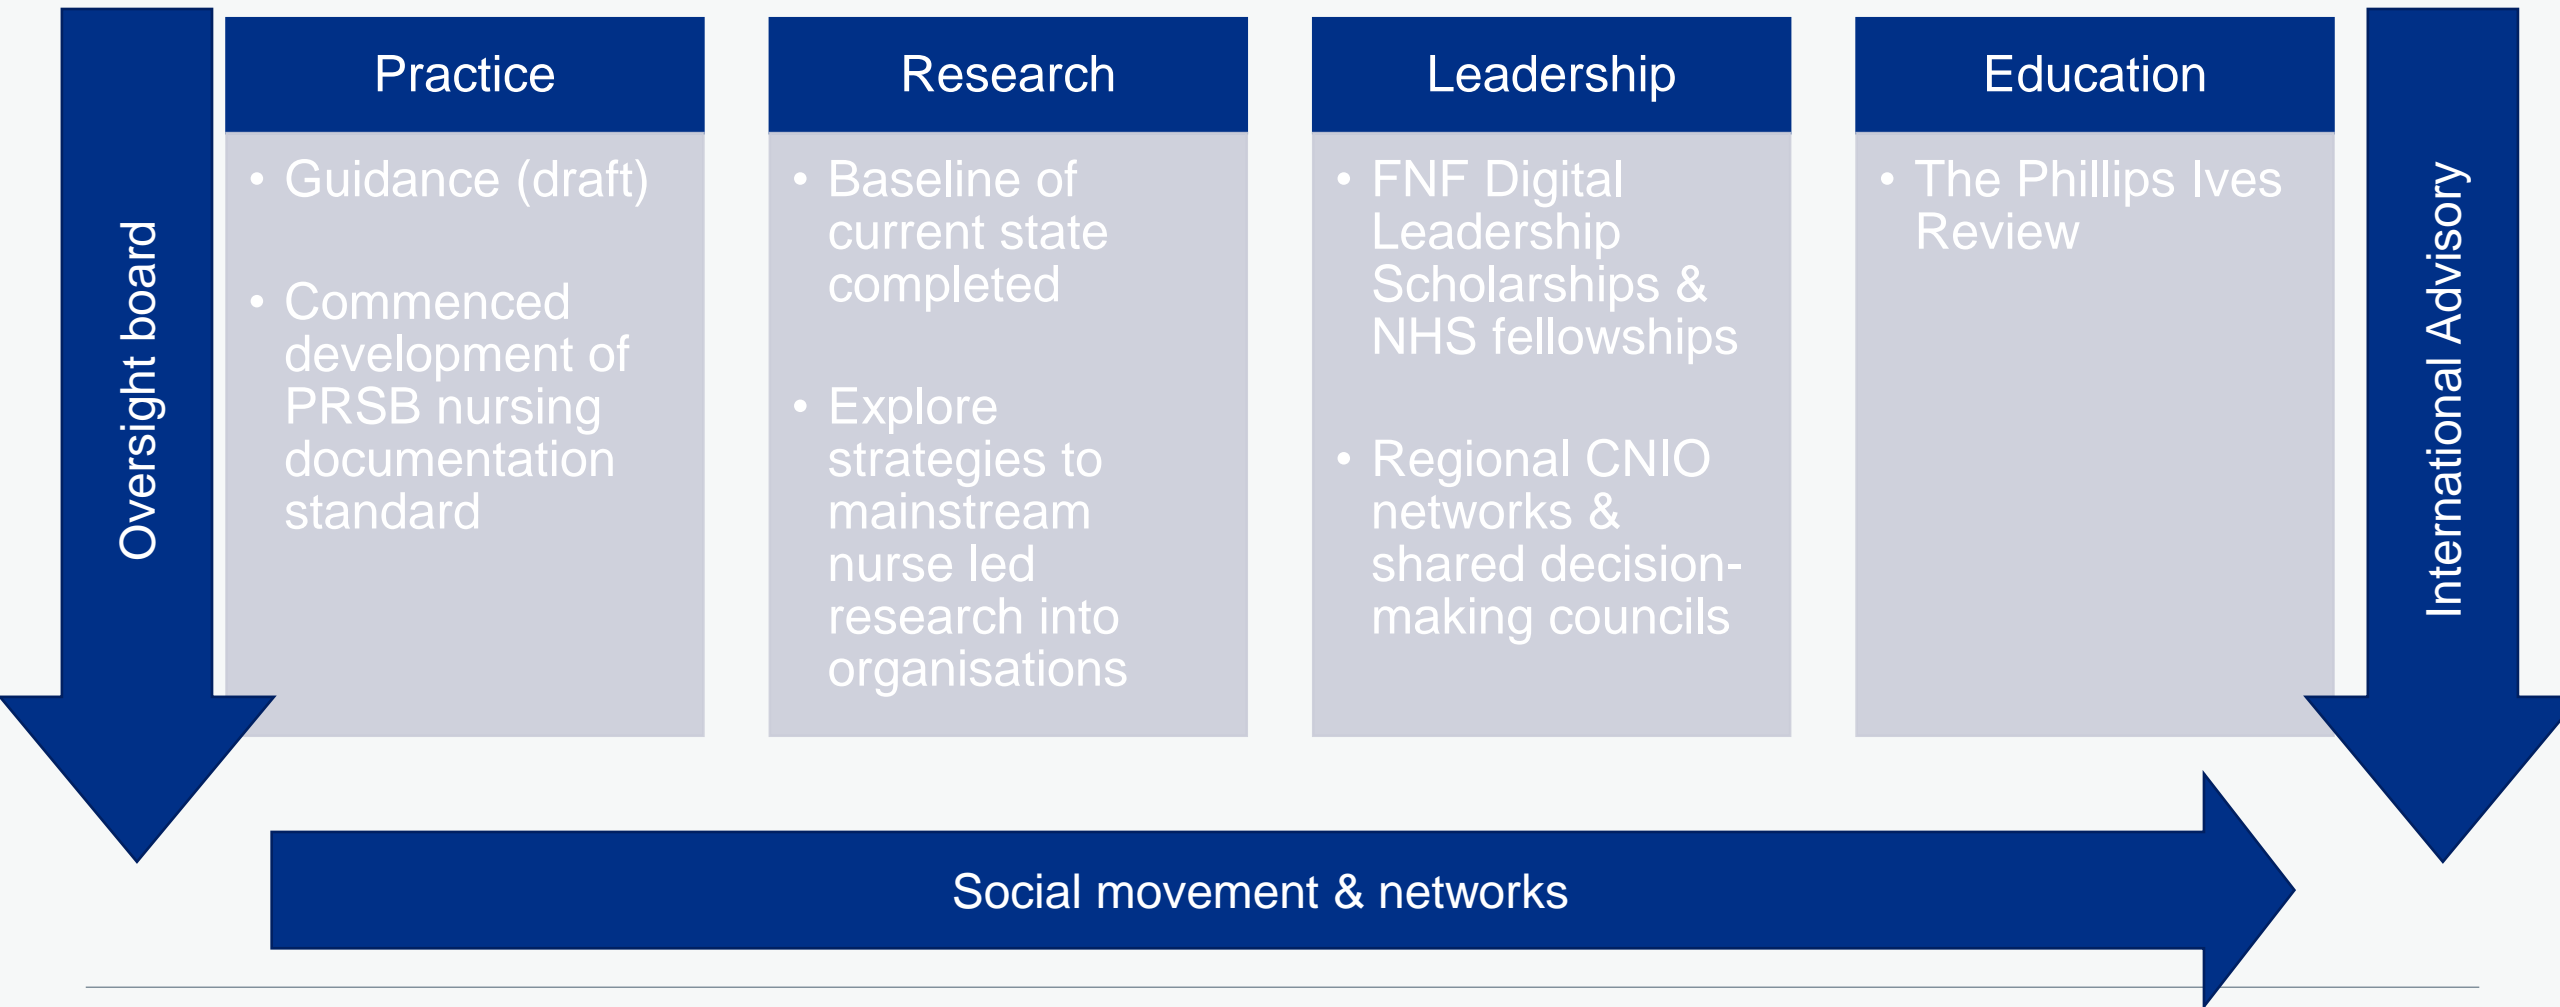 Oversight board
Practice
• Guidance (draft)
• Commenced
development of
PRSB nursing
documentation
standard
Research
• Baseline of
current state
completed
• Explore
strategies to
mainstream
nurse led
research into
organisations
Leadership
• FNF Digital
Leadership
Scholarships &
NHS fellowships
• Regional CNIO
networks &
shared decision-
making councils
Education
• The Phillips Ives
Review
International Advisory
Social movement & networks